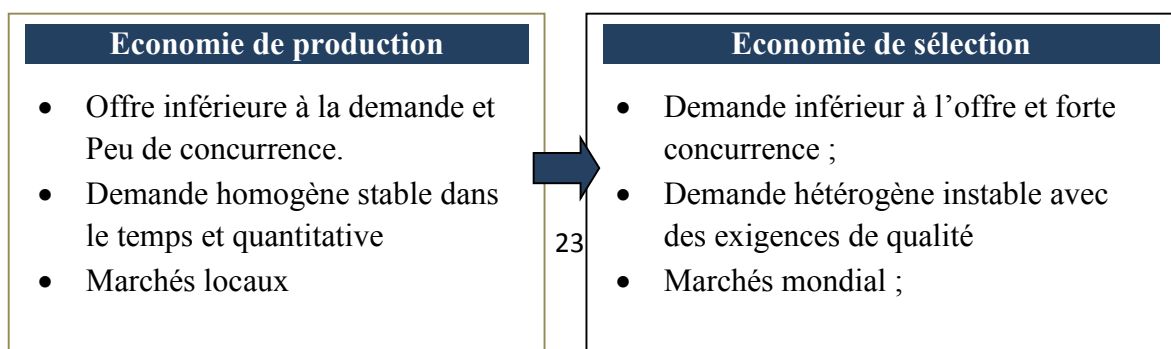 Economie de production
• Offre inférieure à la demande et
Peu de concurrence.
• Demande homogène stable dans
le temps et quantitative
• Marchés locaux
23
Economie de sélection
• Demande inférieur à l’offre et forte
concurrence ;
• Demande hétérogène instable avec
des exigences de qualité
• Marchés mondial ;